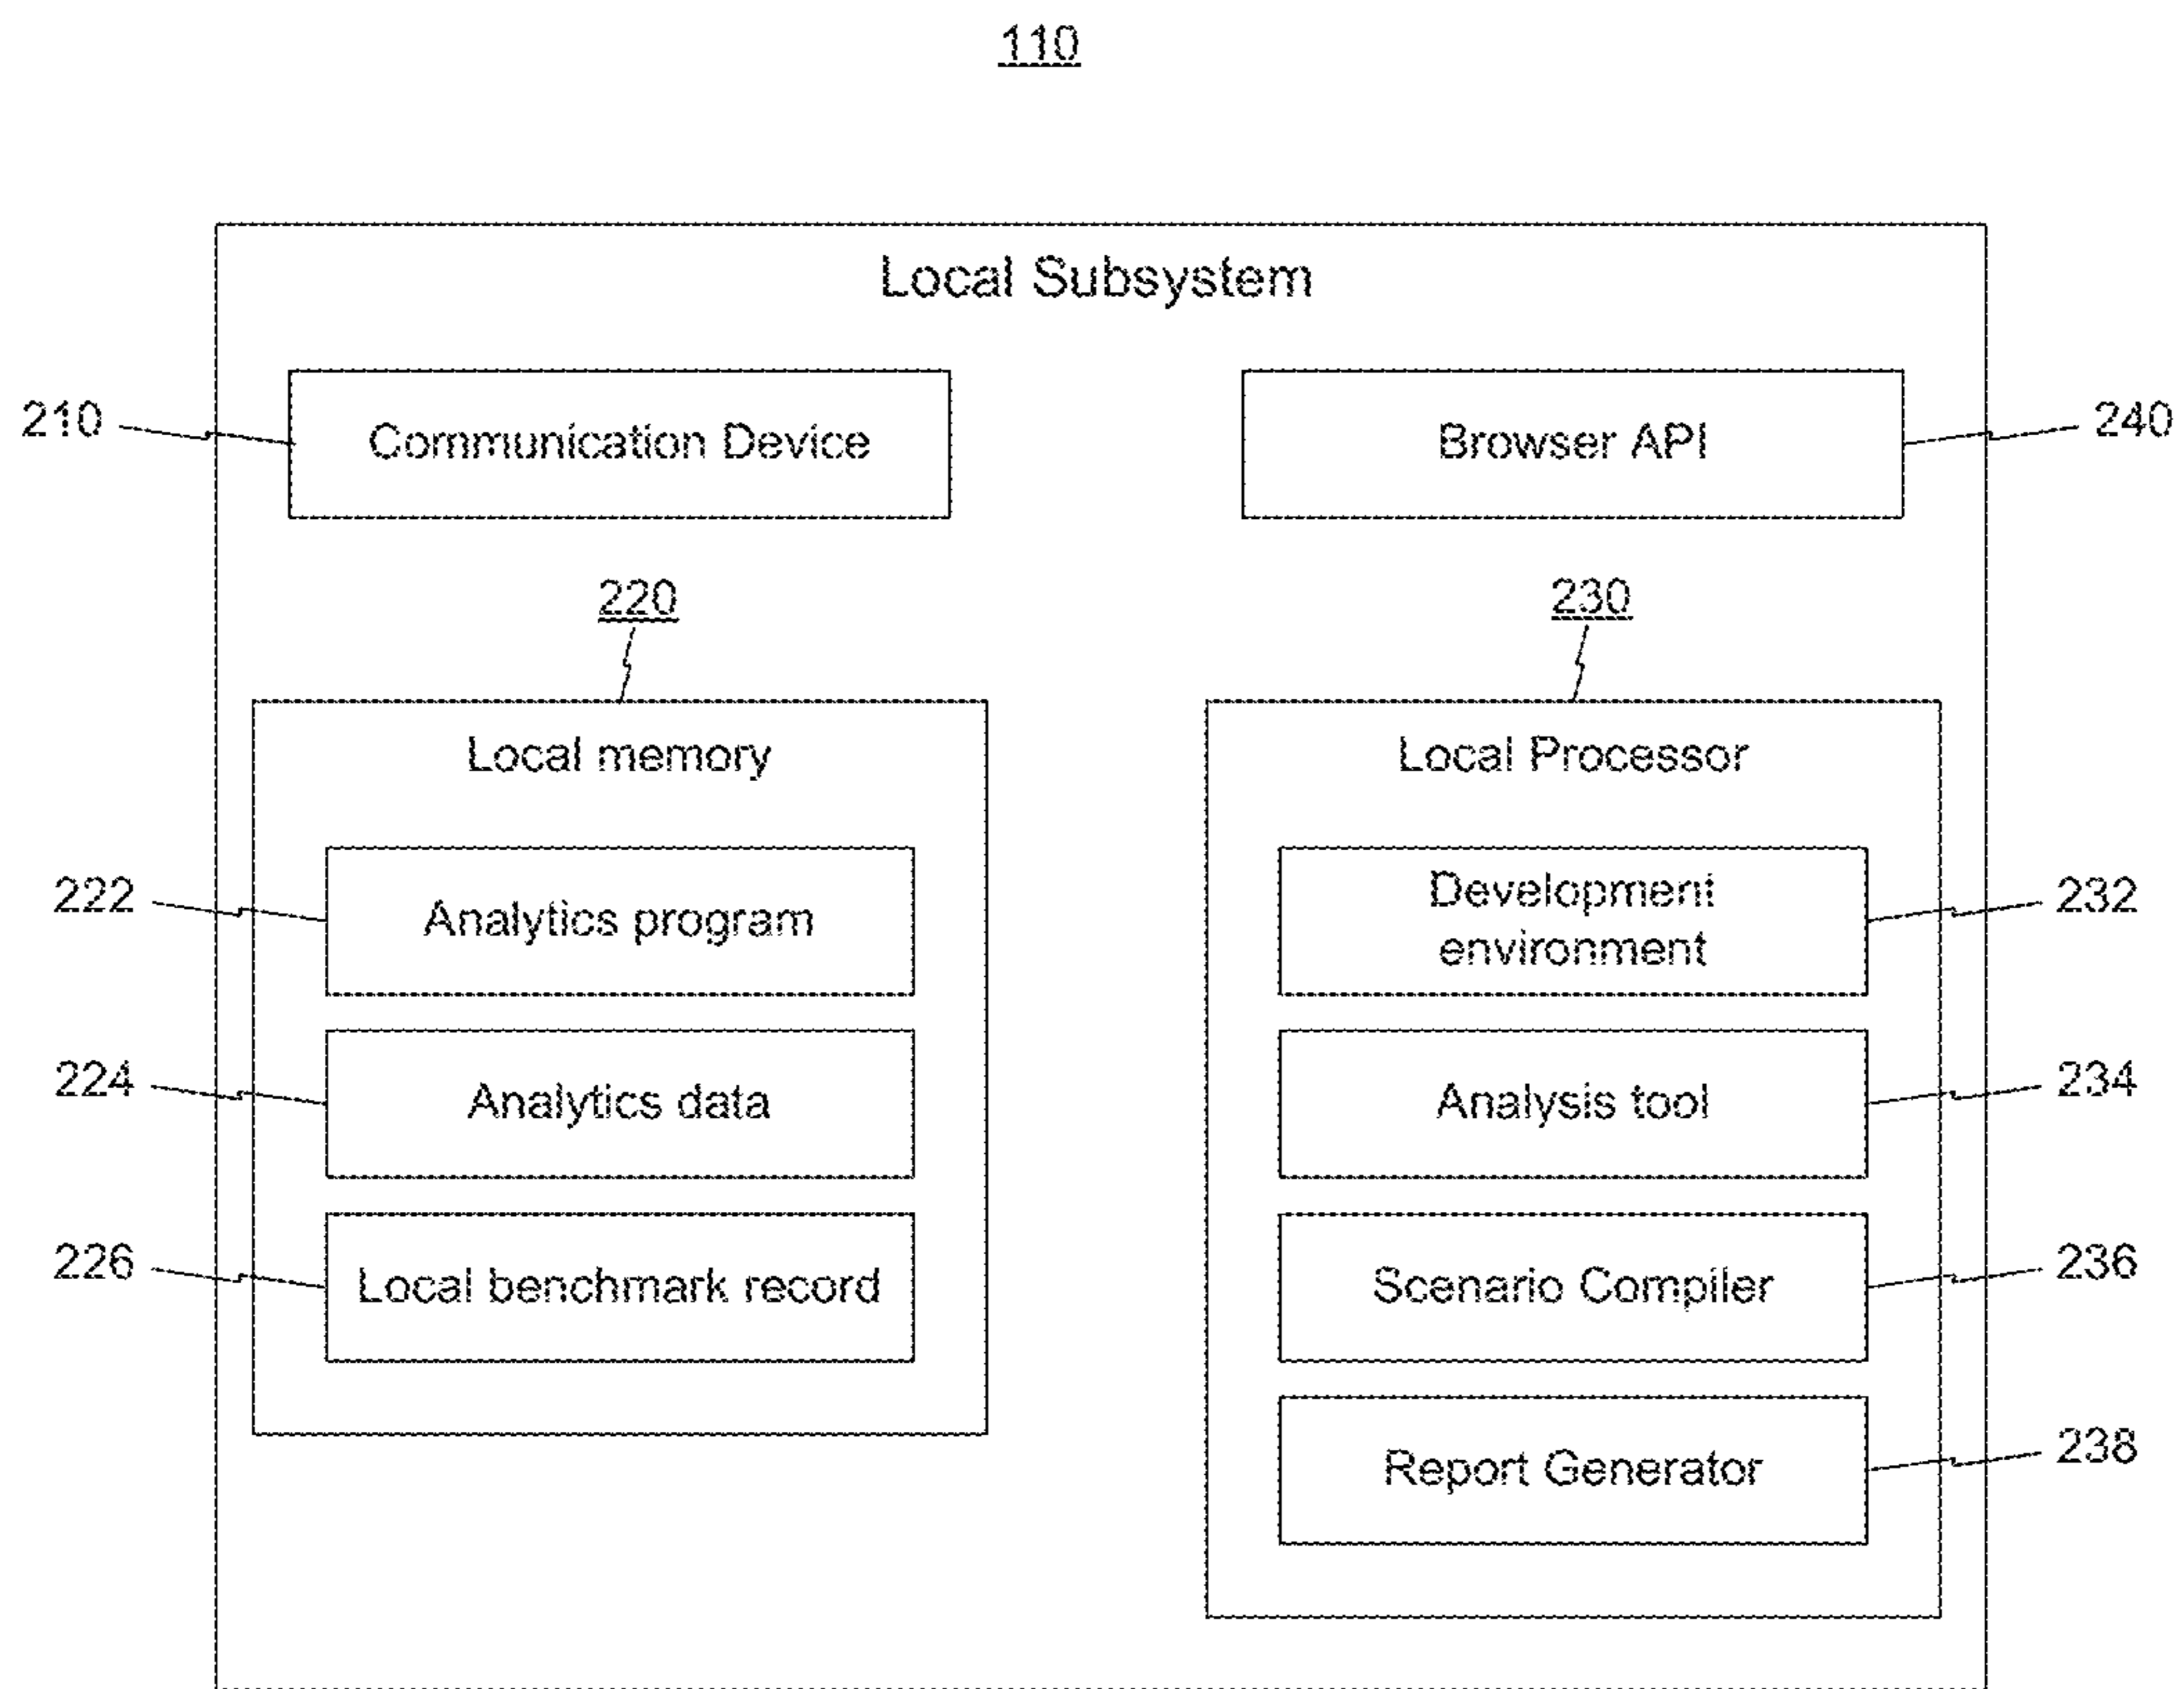 110
Local Subsystem
210
Communication Device
Browser API
240
220
230
Local memory
Local Processor
222
Analytics program
Development
environment
232
224
Analytics data
Analysis tool
234
226
Local benchmark record
Scenario Compiler
236
Report Generator
238